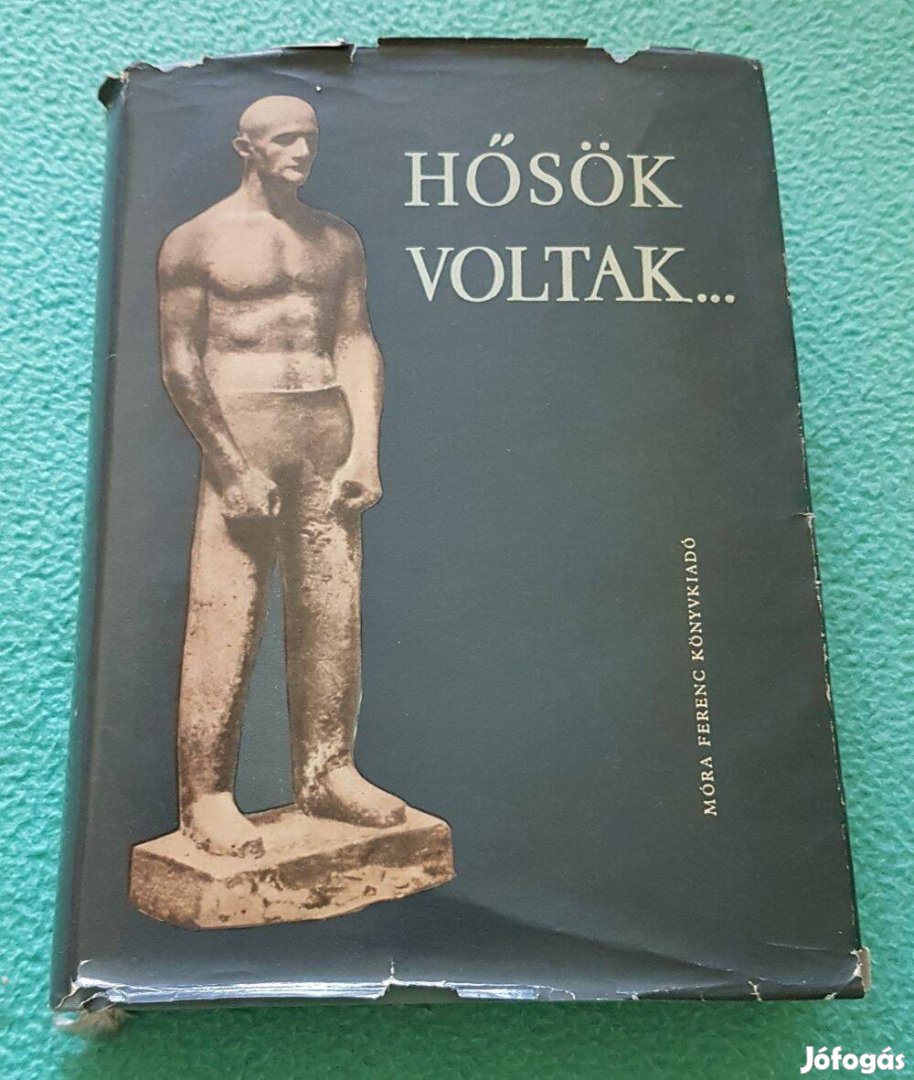 HŐSÖK
VOLTAK...
MÓRA FERENC KÖNYVKIADÓ
Jófogás